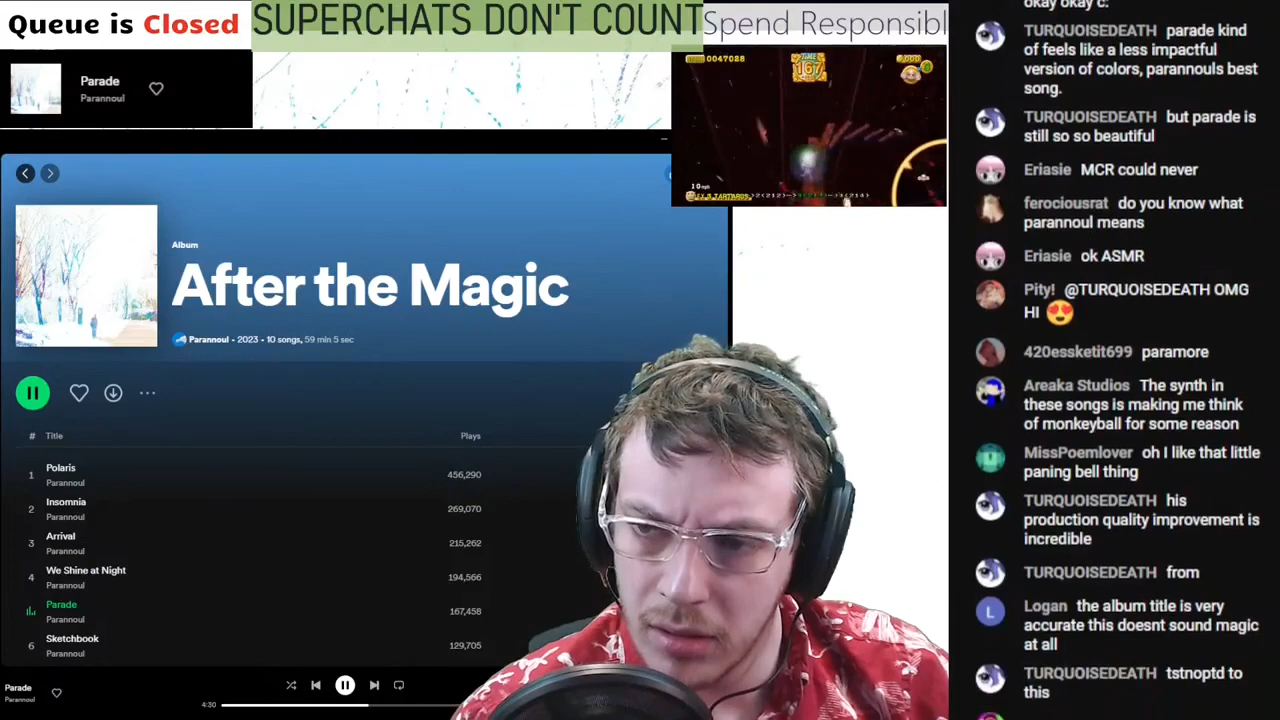 Queue is Closed
SUPERCHATS DON'T COUNT
Spend Responsibl
Parade
Parannoul
0047028
TIME
167
000
10mph
Album
After the Magic
Parannoul • 2023 • 10 songs, 59 min 5 sec
# Title Plays
1 Polaris 456,290
Parannoul
2 Insomnia 269,070
Parannoul
3 Arrival 215,262
Parannoul
4 We Shine at Night 194,566
Parannoul
Parade 167,458
Parannoul
6 Sketchbook 129,705
Parannoul
Parade
Parannoul
4:30
okay okay c:
TURQUOISEDEATH parade kind
of feels like a less impactful
version of colors, parannouls best
song.
TURQUOISEDEATH but parade is
still so so beautiful
Eriasie MCR could never
ferociousrat do you know what
parannoul means
Eriasie ok ASMR
Pity! @TURQUOISEDEATH OMG
HI 😍
420essketit699 paramore
Areaka Studios The synth in
these songs is making me think
of monkeyball for some reason
MissPoemlover oh I like that little
paning bell thing
TURQUOISEDEATH his
production quality improvement is
incredible
TURQUOISEDEATH from
L
Logan the album title is very
accurate this doesnt sound magic
at all
TURQUOISEDEATH tstnoptd to
this